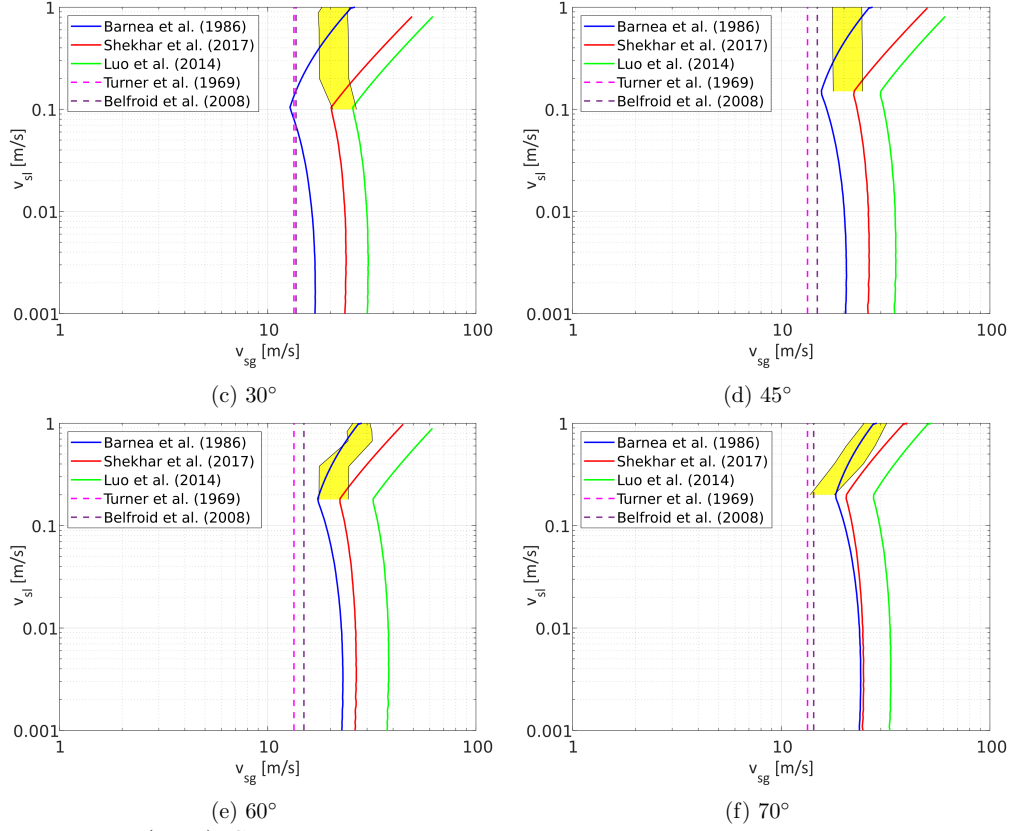 1
0.1
0.01
0.001
v_sl [m/s]
Barnea et al. (1986)
Shekhar et al. (2017)
Luo et al. (2014)
Turner et al. (1969)
Belfroid et al. (2008)
1 10 100
v_sg [m/s]
(c) 30°
1
0.1
0.01
0.001
v_sl [m/s]
Barnea et al. (1986)
Shekhar et al. (2017)
Luo et al. (2014)
Turner et al. (1969)
Belfroid et al. (2008)
1 10 100
v_sg [m/s]
(d) 45°
1
0.1
0.01
0.001
v_sl [m/s]
Barnea et al. (1986)
Shekhar et al. (2017)
Luo et al. (2014)
Turner et al. (1969)
Belfroid et al. (2008)
1 10 100
v_sg [m/s]
(e) 60°
1
0.1
0.01
0.001
v_sl [m/s]
Barnea et al. (1986)
Shekhar et al. (2017)
Luo et al. (2014)
Turner et al. (1969)
Belfroid et al. (2008)
1 10 100
v_sg [m/s]
(f) 70°